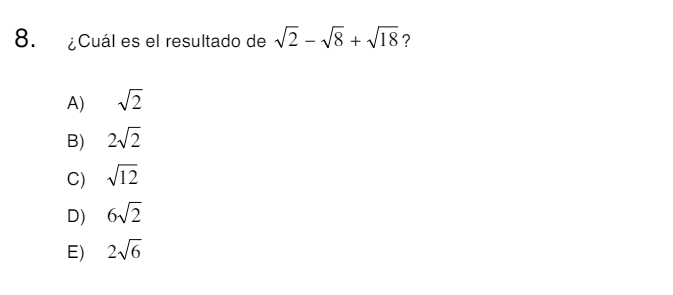 8. ¿Cuál es el resultado de √2 – √8 + √18?
A) √2
B) 2√2
C) √12
D) 6√2
E) 2√6